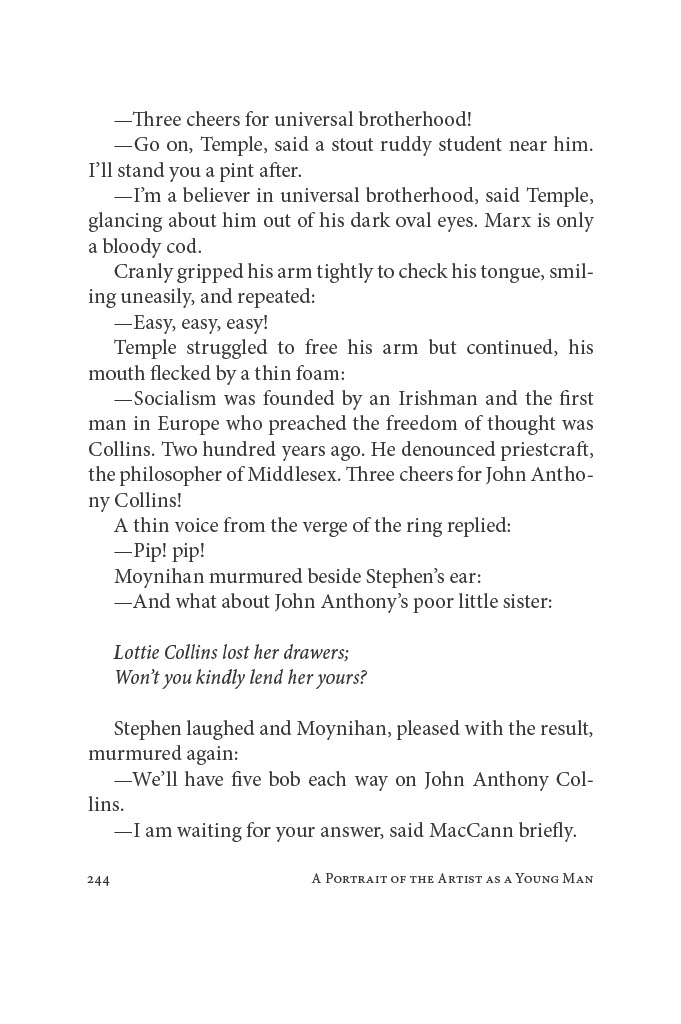 —Three cheers for universal brotherhood!
—Go on, Temple, said a stout ruddy student near him.
I’ll stand you a pint after.
—I’m a believer in universal brotherhood, said Temple,
glancing about him out of his dark oval eyes. Marx is only
a bloody cod.
Cranly gripped his arm tightly to check his tongue, smil-
ing uneasily, and repeated:
—Easy, easy, easy!
Temple struggled to free his arm but continued, his
mouth flecked by a thin foam:
—Socialism was founded by an Irishman and the first
man in Europe who preached the freedom of thought was
Collins. Two hundred years ago. He denounced priestcraft,
the philosopher of Middlesex. Three cheers for John Antho-
ny Collins!
A thin voice from the verge of the ring replied:
—Pip! pip!
Moynihan murmured beside Stephen’s ear:
—And what about John Anthony’s poor little sister:
Lottie Collins lost her drawers;
Won’t you kindly lend her yours?
Stephen laughed and Moynihan, pleased with the result,
murmured again:
—We’ll have five bob each way on John Anthony Col-
lins.
—I am waiting for your answer, said MacCann briefly.
244 A Portrait of the Artist as a Young Man